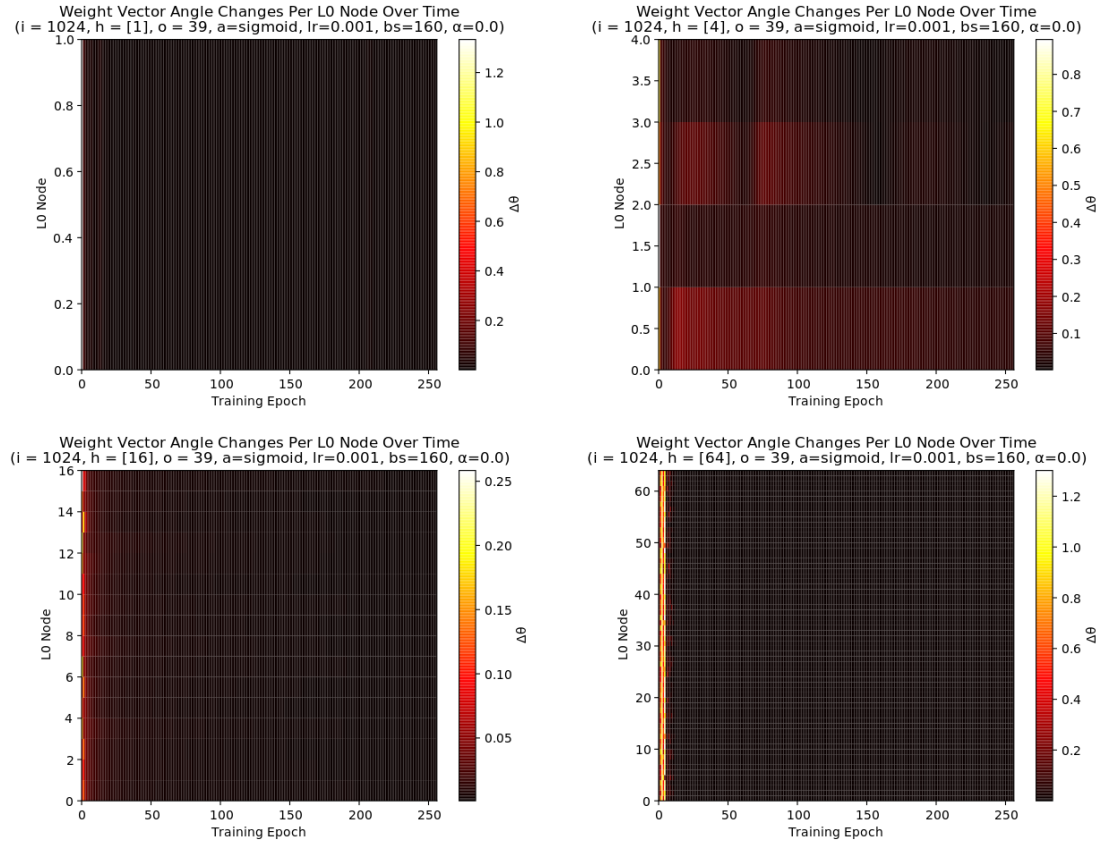 Weight Vector Angle Changes Per L0 Node Over Time
(i = 1024, h = [1], o = 39, a=sigmoid, lr=0.001, bs=160, α=0.0)
1.0
0.8
0.6
0.4
0.2
0.0
L0 Node
0 50 100 150 200 250
Training Epoch
1.2
1.0
0.8
0.6
0.4
0.2
Δθ
Weight Vector Angle Changes Per L0 Node Over Time
(i = 1024, h = [4], o = 39, a=sigmoid, lr=0.001, bs=160, α=0.0)
4.0
3.5
3.0
2.5
2.0
1.5
1.0
0.5
0.0
L0 Node
0 50 100 150 200 250
Training Epoch
0.8
0.7
0.6
0.5
0.4
0.3
0.2
0.1
Δθ
Weight Vector Angle Changes Per L0 Node Over Time
(i = 1024, h = [16], o = 39, a=sigmoid, lr=0.001, bs=160, α=0.0)
16
14
12
10
8
6
4
2
0
L0 Node
0 50 100 150 200 250
Training Epoch
0.25
0.20
0.15
0.10
0.05
Δθ
Weight Vector Angle Changes Per L0 Node Over Time
(i = 1024, h = [64], o = 39, a=sigmoid, lr=0.001, bs=160, α=0.0)
60
50
40
30
20
10
0
L0 Node
0 50 100 150 200 250
Training Epoch
1.2
1.0
0.8
0.6
0.4
0.2
Δθ